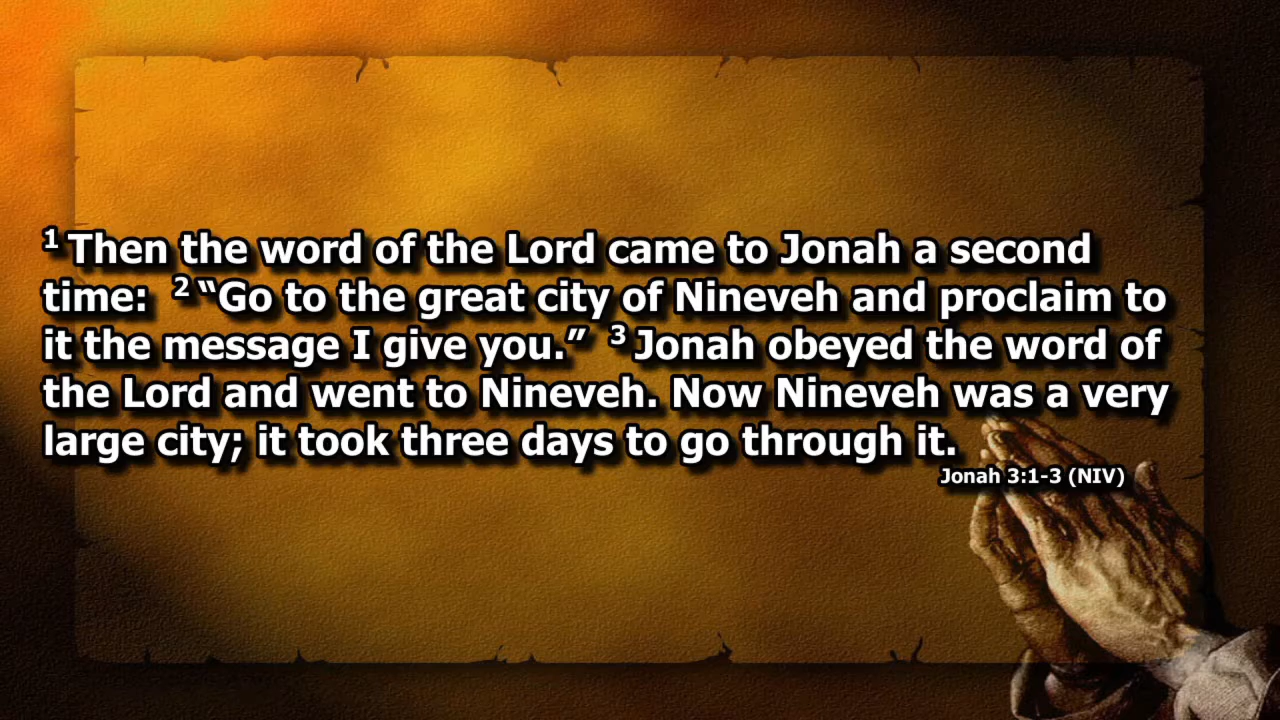 ¹ Then the word of the Lord came to Jonah a second
time:  ² “Go to the great city of Nineveh and proclaim to
it the message I give you.”  ³ Jonah obeyed the word of
the Lord and went to Nineveh. Now Nineveh was a very
large city; it took three days to go through it.
Jonah 3:1-3 (NIV)